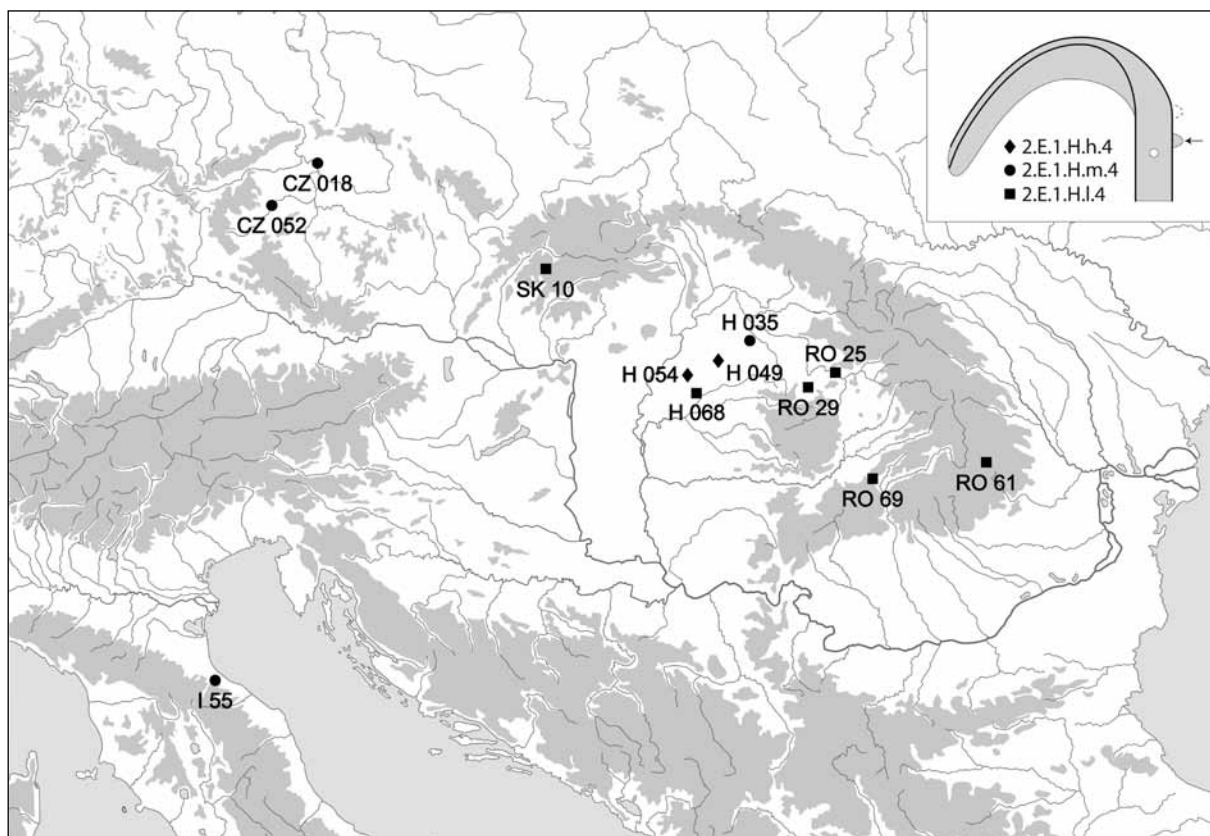 2.E.1.H.h.4
2.E.1.H.m.4
2.E.1.H.l.4
CZ 018
CZ 052
SK 10
H 035
RO 25
H 054
H 049
RO 29
H 068
RO 69
RO 61
I 55